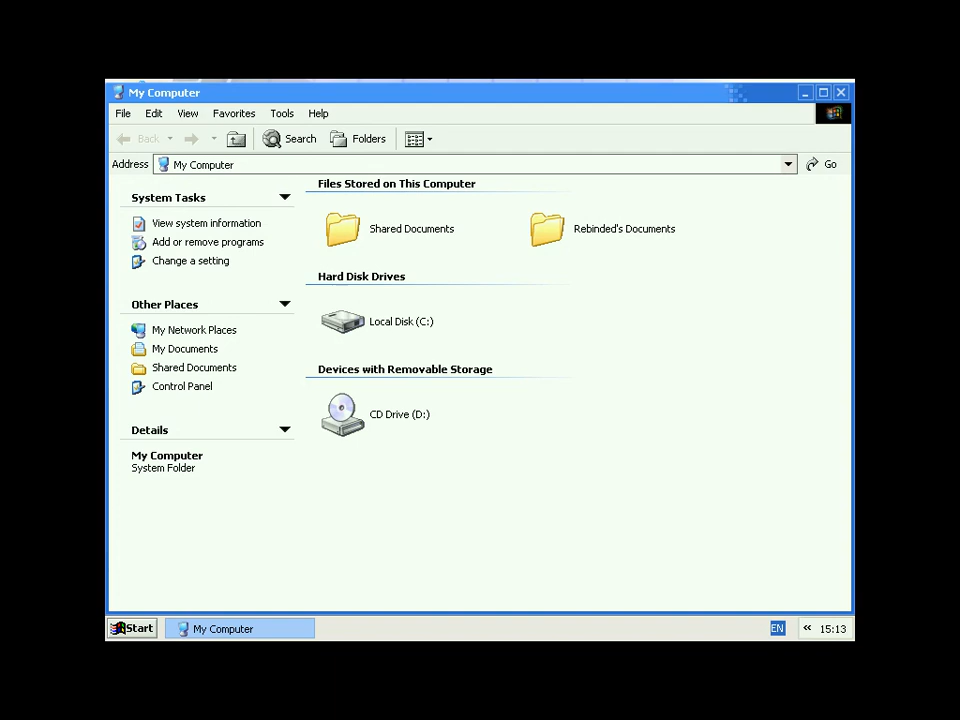 My Computer
File Edit View Favorites Tools Help
Back Search Folders
Address My Computer Go
System Tasks
View system information
Add or remove programs
Change a setting
Other Places
My Network Places
My Documents
Shared Documents
Control Panel
Details
My Computer
System Folder
Files Stored on This Computer
Shared Documents Rebinded's Documents
Hard Disk Drives
Local Disk (C:)
Devices with Removable Storage
CD Drive (D:)
Start My Computer EN « 15:13